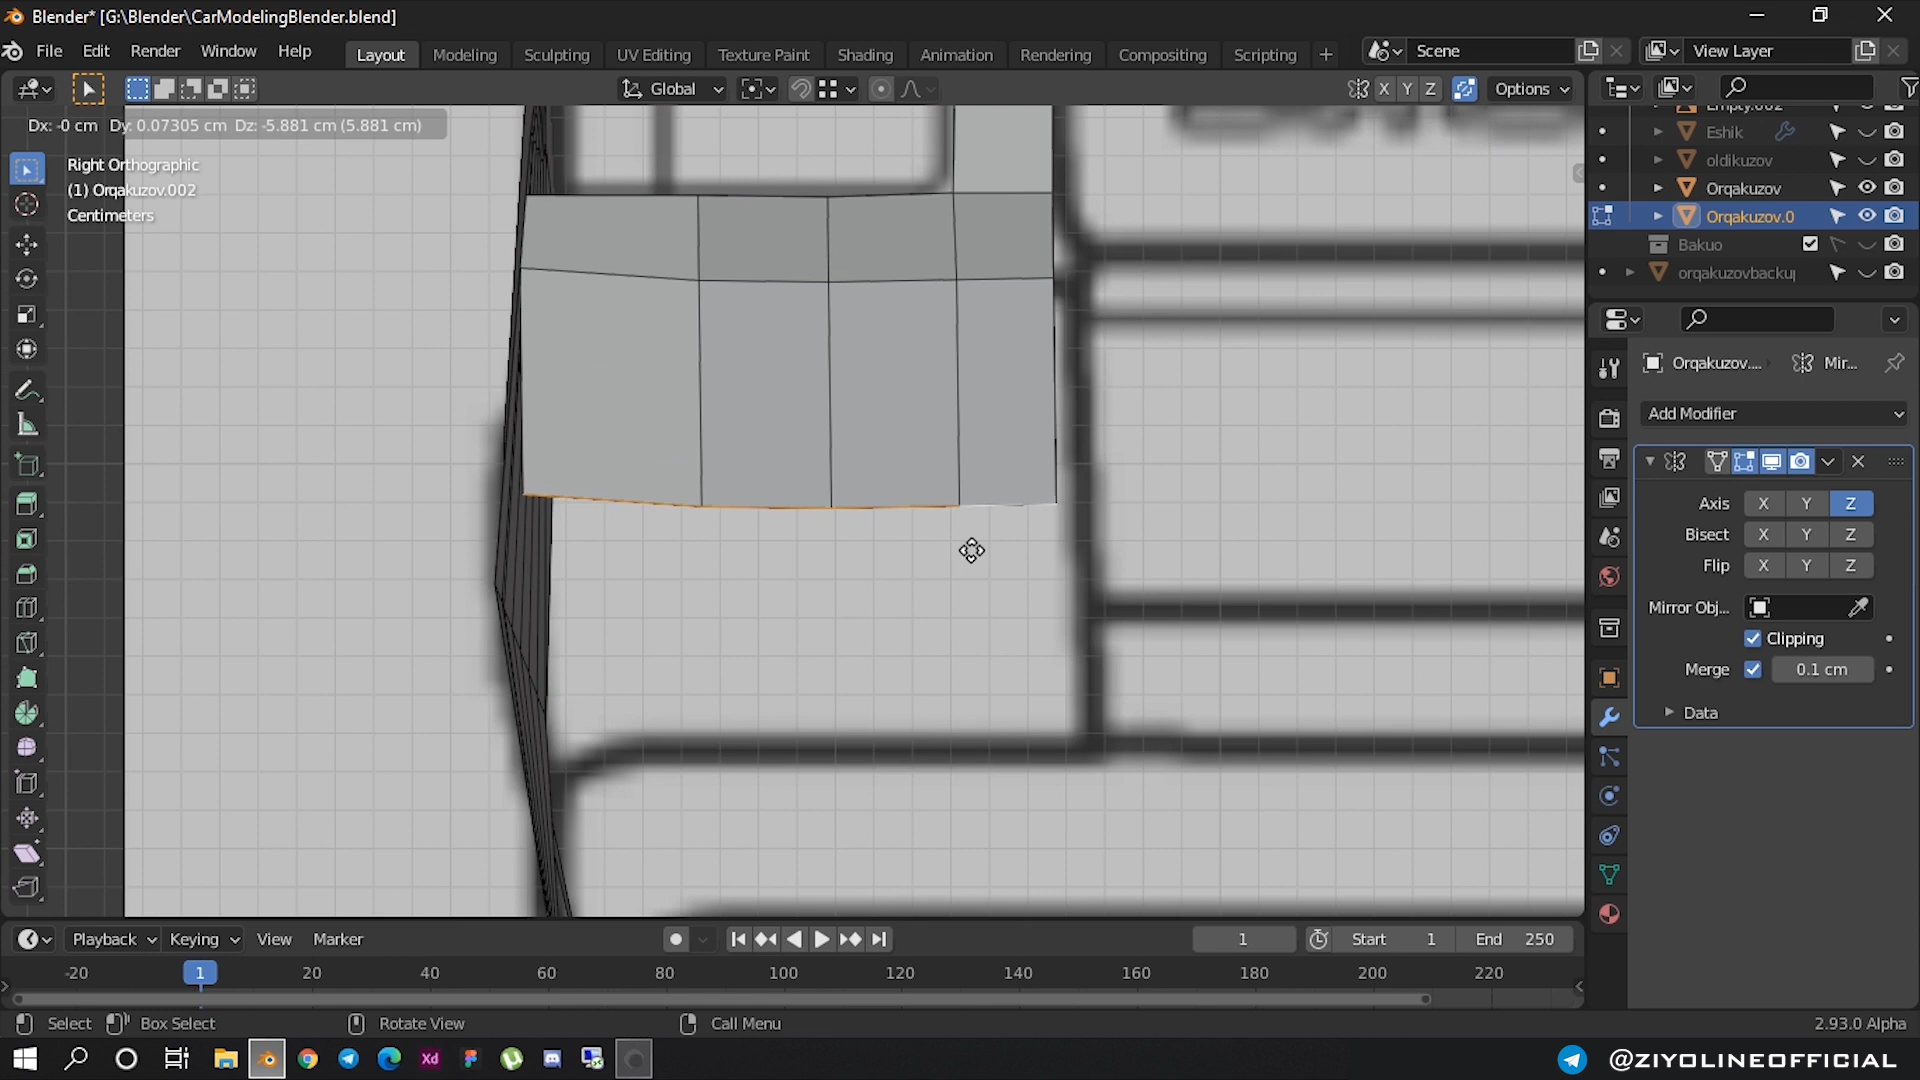 Blender* [G:\Blender\CarModelingBlender.blend]
File Edit Render Window Help Layout Modeling Sculpting UV Editing Texture Paint Shading Animation Rendering Compositing Scripting + Scene View Layer
Global X Y Z Options
Dx: -0 cm Dy: 0.07305 cm Dz: -5.881 cm (5.881 cm)
Right Orthographic
(1) Orqakuzov.002
Centimeters
Empty.002
Eshik
oldikuzov
Orqakuzov
Orqakuzov.0
Bakuo
orqakuzovbackup
Orqakuzov.... Mir...
Add Modifier
Axis X Y Z
Bisect X Y Z
Flip X Y Z
Mirror Obj...
Clipping
Merge 0.1 cm
Data
Playback Keying View Marker 1 Start 1 End 250
-20 1 20 40 60 80 100 120 140 160 180 200 220
Select Box Select Rotate View Call Menu 2.93.0 Alpha
Xd @ZIYOLINEOFFICIAL